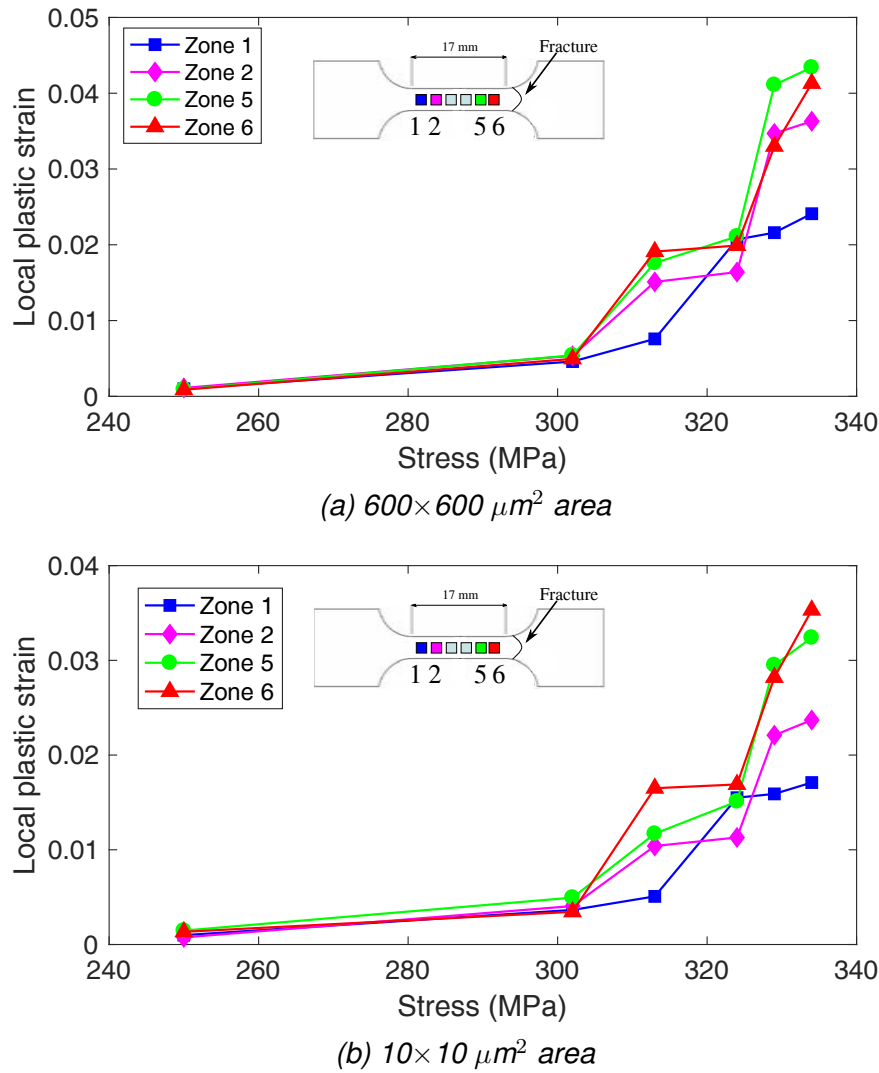 0.05
0.04
0.03
0.02
0.01
0
Local plastic strain
Zone 1
Zone 2
Zone 5
Zone 6
17 mm
Fracture
1 2 5 6
240 260 280 300 320 340
Stress (MPa)
(a) 600×600 μm² area
0.04
0.03
0.02
0.01
0
Local plastic strain
Zone 1
Zone 2
Zone 5
Zone 6
17 mm
Fracture
1 2 5 6
240 260 280 300 320 340
Stress (MPa)
(b) 10×10 μm² area